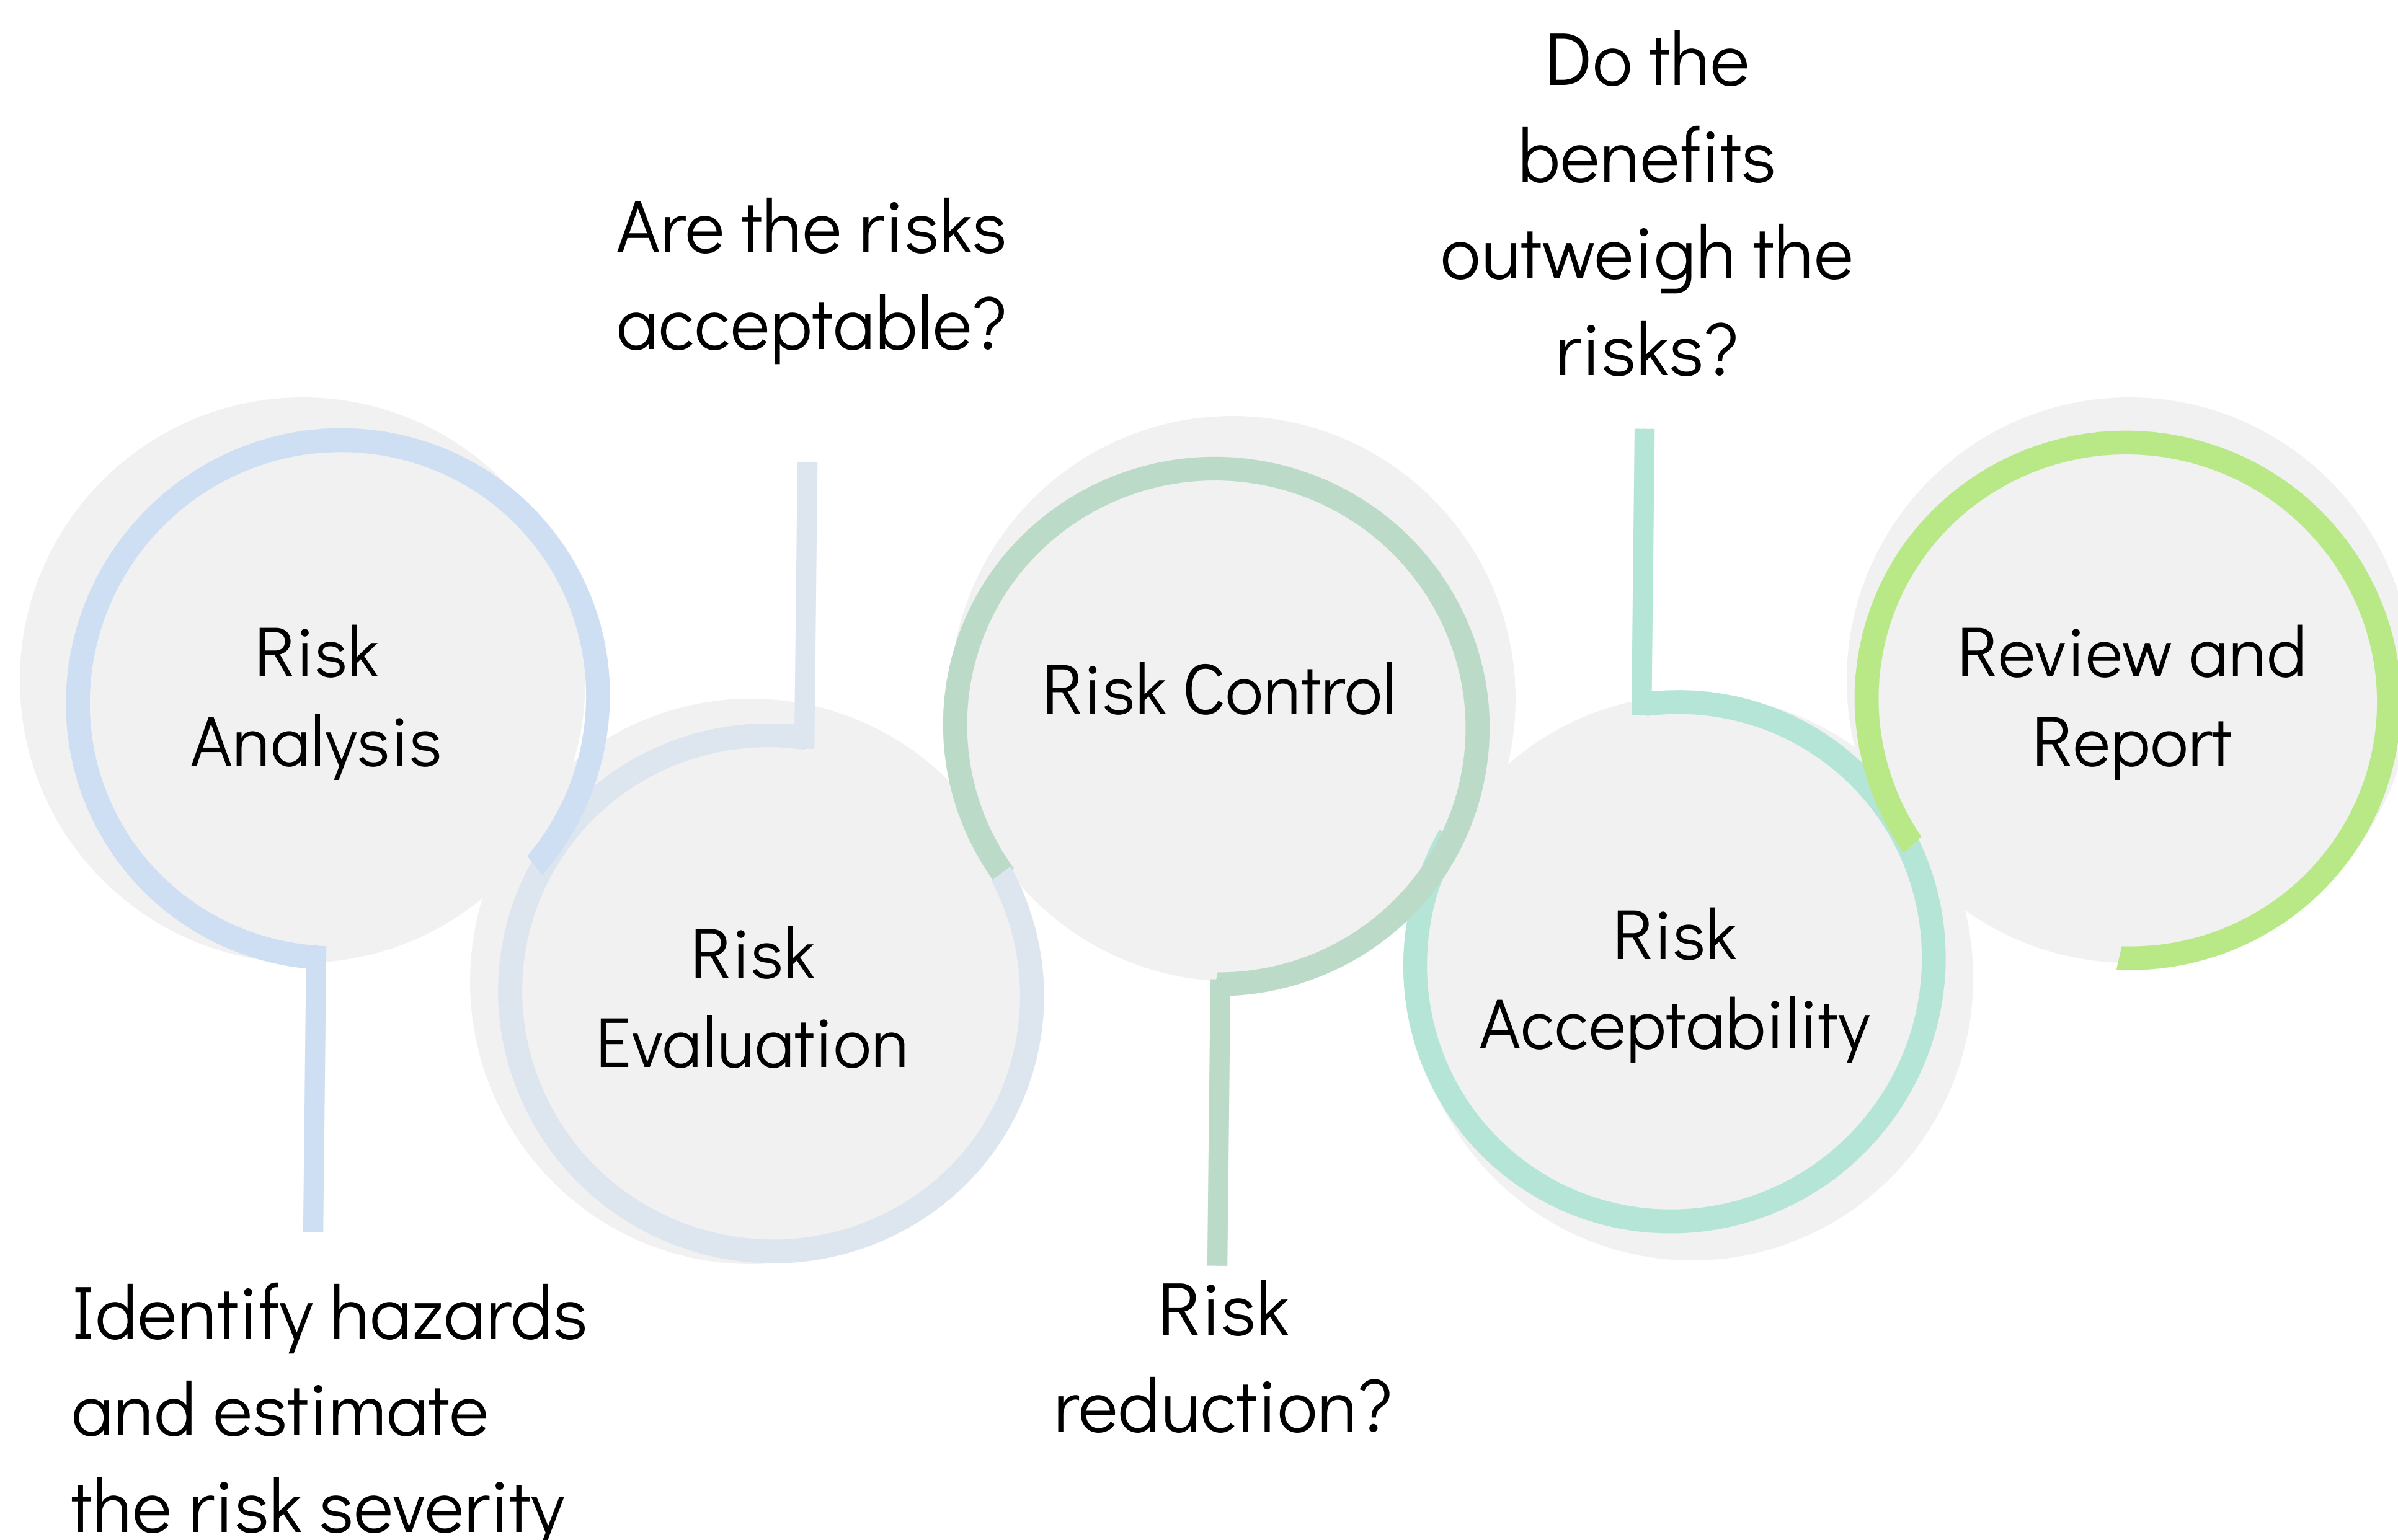 Do the
benefits
outweigh the
risks?
Are the risks
acceptable?
Risk
Analysis
Risk
Evaluation
Risk Control
Risk
Acceptability
Review and
Report
Identify hazards
and estimate
the risk severity
Risk
reduction?